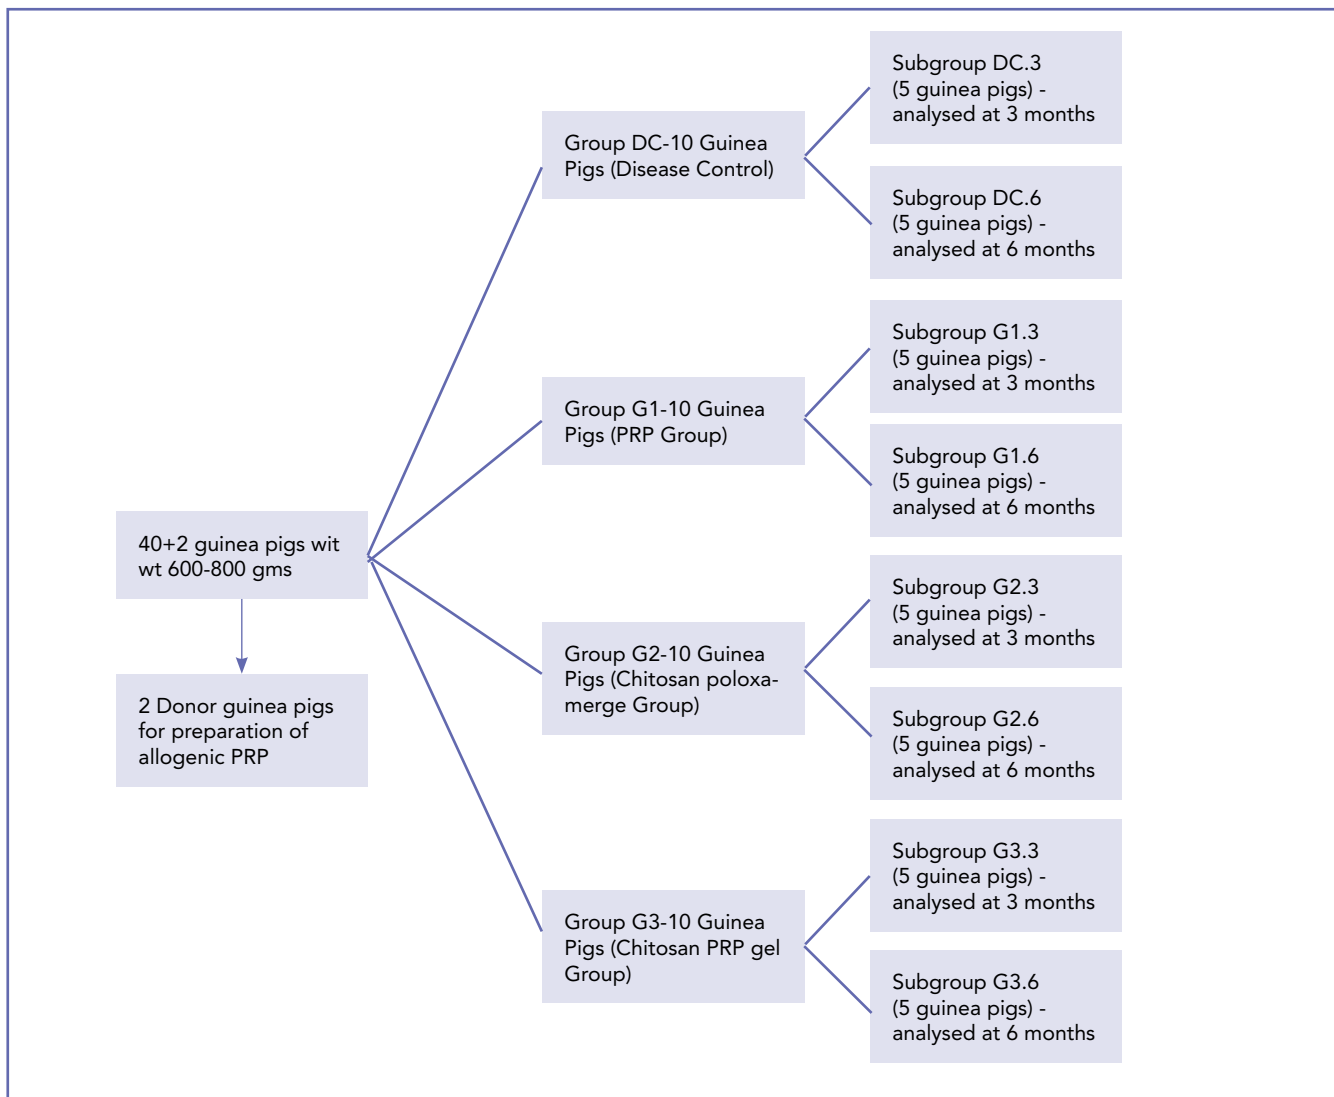 40+2 guinea pigs wit
wt 600-800 gms
2 Donor guinea pigs
for preparation of
allogenic PRP
Group DC-10 Guinea
Pigs (Disease Control)
Subgroup DC.3
(5 guinea pigs) -
analysed at 3 months
Subgroup DC.6
(5 guinea pigs) -
analysed at 6 months
Group G1-10 Guinea
Pigs (PRP Group)
Subgroup G1.3
(5 guinea pigs) -
analysed at 3 months
Subgroup G1.6
(5 guinea pigs) -
analysed at 6 months
Group G2-10 Guinea
Pigs (Chitosan poloxa-
merge Group)
Subgroup G2.3
(5 guinea pigs) -
analysed at 3 months
Subgroup G2.6
(5 guinea pigs) -
analysed at 6 months
Group G3-10 Guinea
Pigs (Chitosan PRP gel
Group)
Subgroup G3.3
(5 guinea pigs) -
analysed at 3 months
Subgroup G3.6
(5 guinea pigs) -
analysed at 6 months